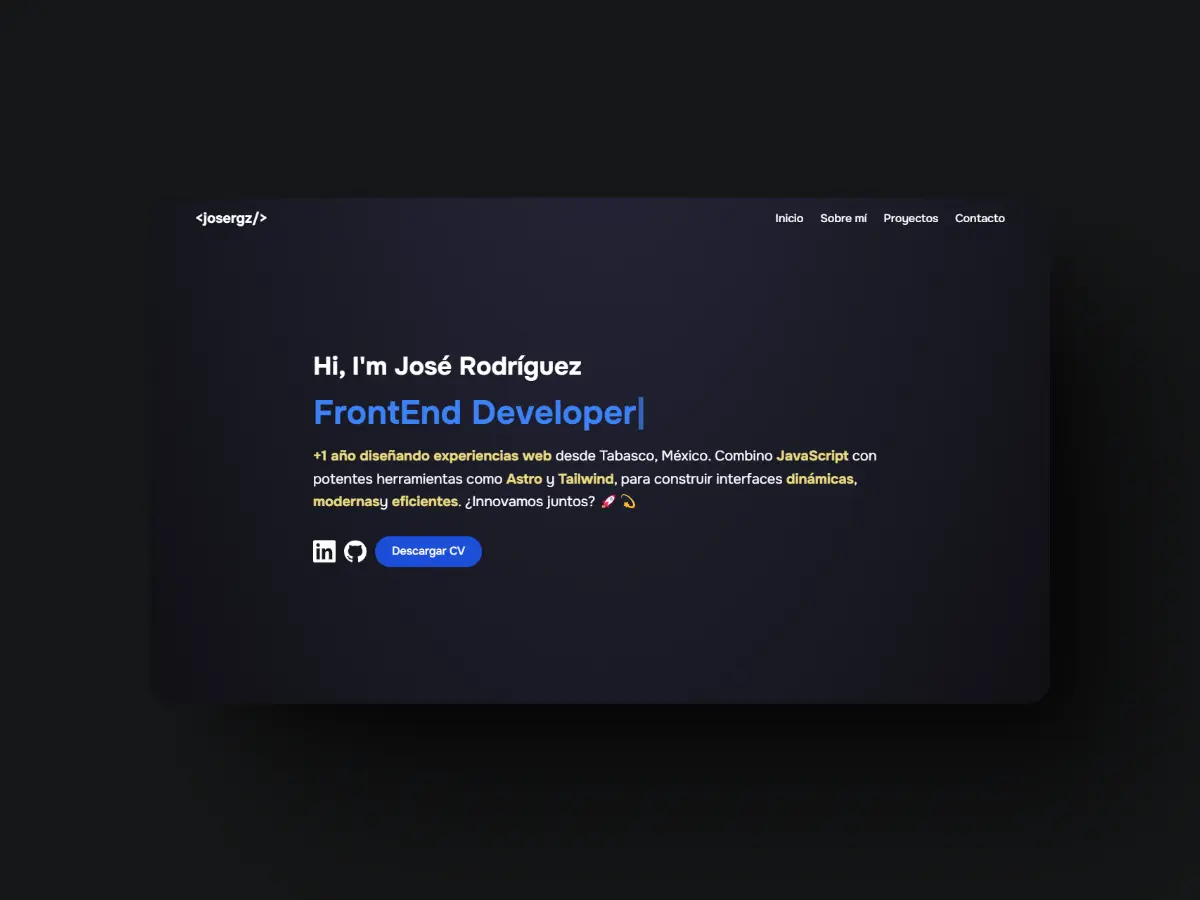 <josergz/>
Inicio Sobre mí Proyectos Contacto
Hi, I'm José Rodríguez
FrontEnd Developer|
+1 año diseñando experiencias web desde Tabasco, México. Combino JavaScript con
potentes herramientas como Astro y Tailwind, para construir interfaces dinámicas,
modernasy eficientes. ¿Innovamos juntos? 🚀 💫
in
Descargar CV